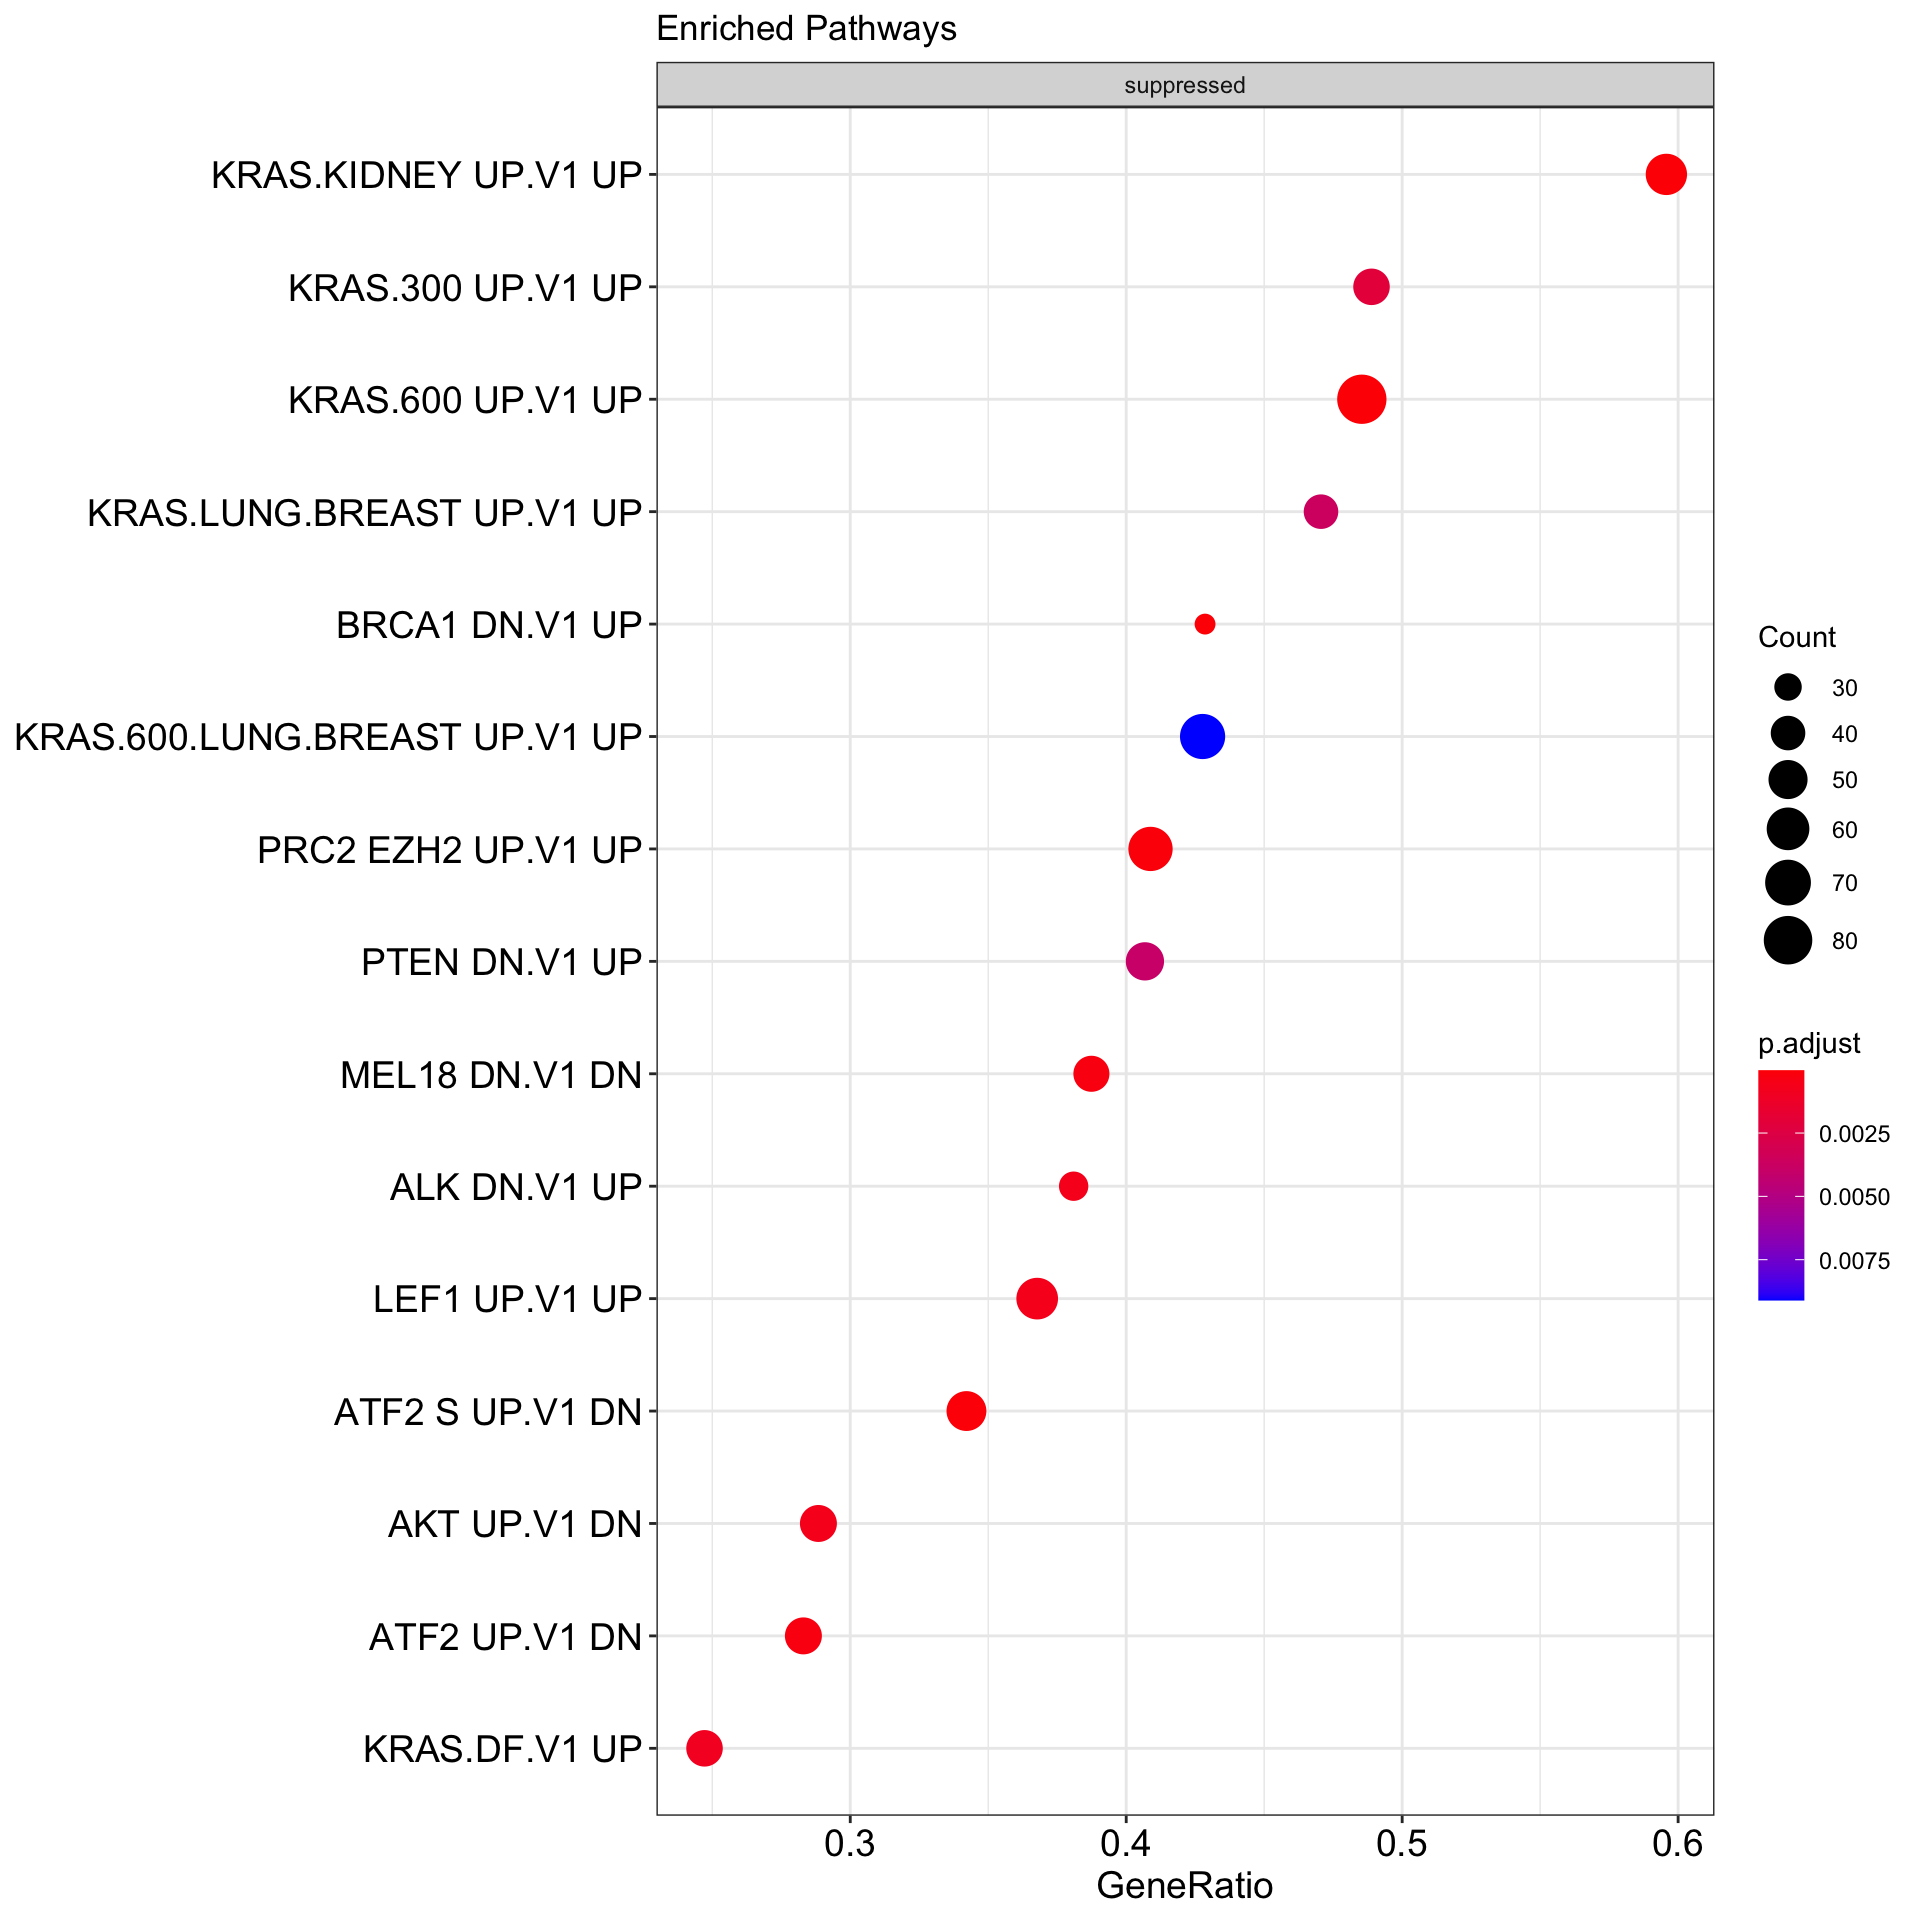 Enriched Pathways
suppressed
KRAS.KIDNEY UP.V1 UP
KRAS.300 UP.V1 UP
KRAS.600 UP.V1 UP
KRAS.LUNG.BREAST UP.V1 UP
BRCA1 DN.V1 UP
KRAS.600.LUNG.BREAST UP.V1 UP
PRC2 EZH2 UP.V1 UP
PTEN DN.V1 UP
MEL18 DN.V1 DN
ALK DN.V1 UP
LEF1 UP.V1 UP
ATF2 S UP.V1 DN
AKT UP.V1 DN
ATF2 UP.V1 DN
KRAS.DF.V1 UP
0.3 0.4 0.5 0.6
GeneRatio
Count
30
40
50
60
70
80
p.adjust
0.0025
0.0050
0.0075